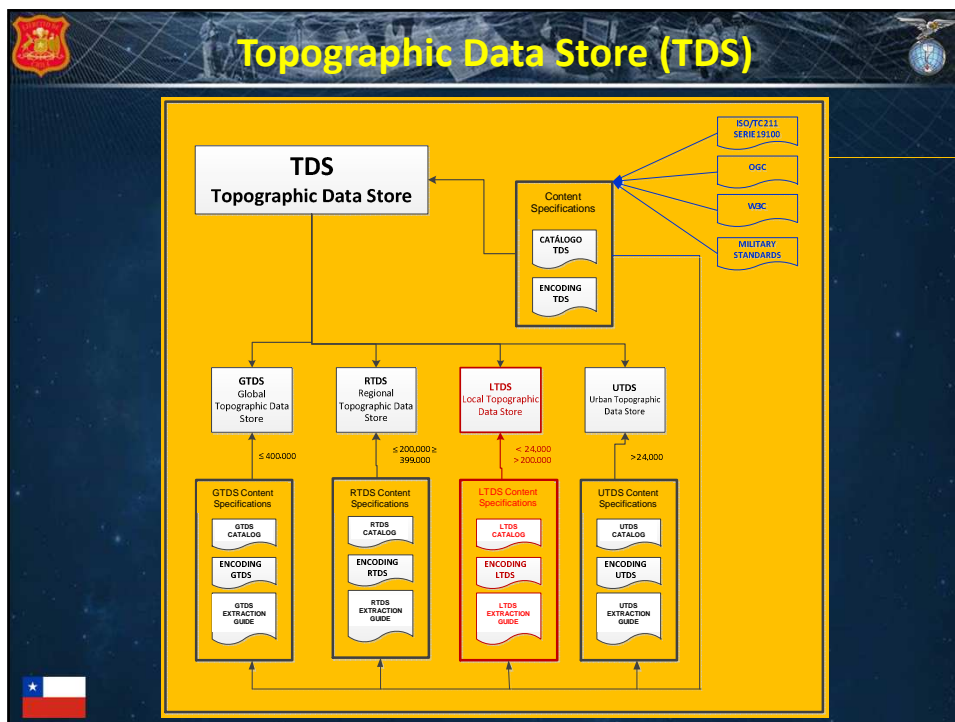 Topographic Data Store (TDS)
TDS
Topographic Data Store
Content
Specifications
CATÁLOGO
TDS
ENCODING
TDS
ISO/TC211
SERIE19100
OGC
W3C
MILITARY
STANDARDS
GTDS
Global
Topographic Data
Store
RTDS
Regional
Topographic Data
Store
LTDS
Local Topographic
Data Store
UTDS
Urban Topographic
Data Store
≤ 400.000
≤ 200,000 ≥
399.000
< 24,000
> 200.000
>24,000
GTDS Content
Specifications
GTDS
CATALOG
ENCODING
GTDS
GTDS
EXTRACTION
GUIDE
RTDS Content
Specifications
RTDS
CATALOG
ENCODING
RTDS
RTDS
EXTRACTION
GUIDE
LTDS Content
Specifications
LTDS
CATALOG
ENCODING
LTDS
LTDS
EXTRACTION
GUIDE
UTDS Content
Specifications
UTDS
CATALOG
ENCODING
UTDS
UTDS
EXTRACTION
GUIDE